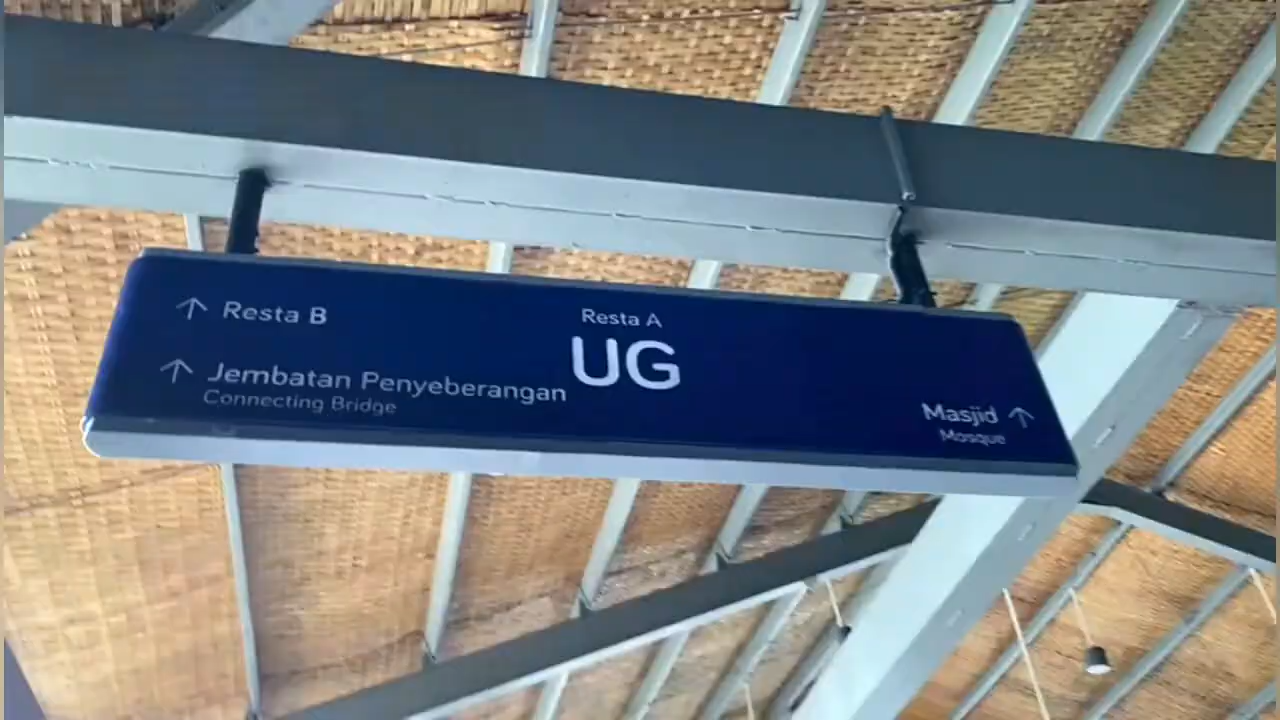 Resta B
Jembatan Penyeberangan
Connecting Bridge
Resta A
UG
Masjid
Mosque